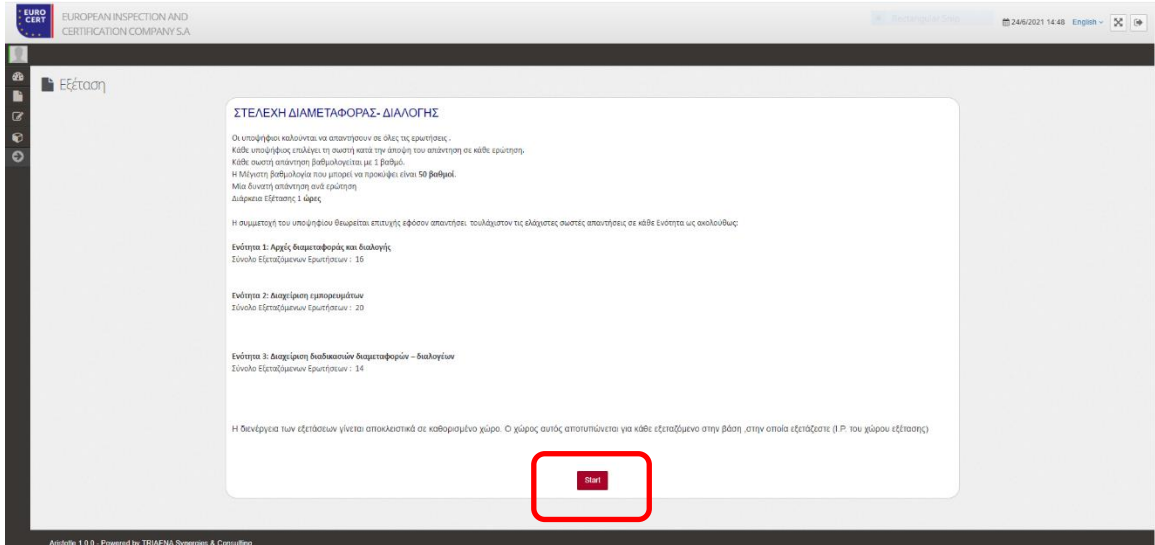 EURO
CERT
EUROPEAN INSPECTION AND
CERTIFICATION COMPANY S.A.
Rectangular Snip
24/6/2021 14:48 English
Εξέταση
ΣΤΕΛΕΧΗ ΔΙΑΜΕΤΑΦΟΡΑΣ- ΔΙΑΛΟΓΗΣ
Οι υποψήφιοι καλούνται να απαντήσουν σε όλες τις ερωτήσεις .
Κάθε υποψήφιος επιλέγει τη σωστή κατά την άποψη του απάντηση σε κάθε ερώτηση.
Κάθε σωστή απάντηση βαθμολογείται με 1 βαθμό.
Η Μέγιστη βαθμολογία που μπορεί να προκύψει είναι 50 βαθμοί.
Μία δυνατή απάντηση ανά ερώτηση
Διάρκεια Εξέτασης 1 ώρες
Η συμμετοχή του υποψηφίου θεωρείται επιτυχής εφόσον απαντήσει τουλάχιστον τις ελάχιστες σωστές απαντήσεις σε κάθε Ενότητα ως ακολούθως:
Ενότητα 1: Αρχές διαμεταφοράς και διαλογής
Σύνολο Εξεταζόμενων Ερωτήσεων : 16
Ενότητα 2: Διαχείριση εμπορευμάτων
Σύνολο Εξεταζόμενων Ερωτήσεων : 20
Ενότητα 3: Διαχείριση διαδικασιών διαμεταφορών – διαλογέων
Σύνολο Εξεταζόμενων Ερωτήσεων : 14
Η διενέργεια των εξετάσεων γίνεται αποκλειστικά σε καθορισμένο χώρο. Ο χώρος αυτός αποτυπώνεται για κάθε εξεταζόμενο στην βάση ,στην οποία εξετάζεστε (I.P. του χώρου εξέτασης)
Start
Aristotle 1.0.0 - Powered by TRIAENA Synergies & Consulting